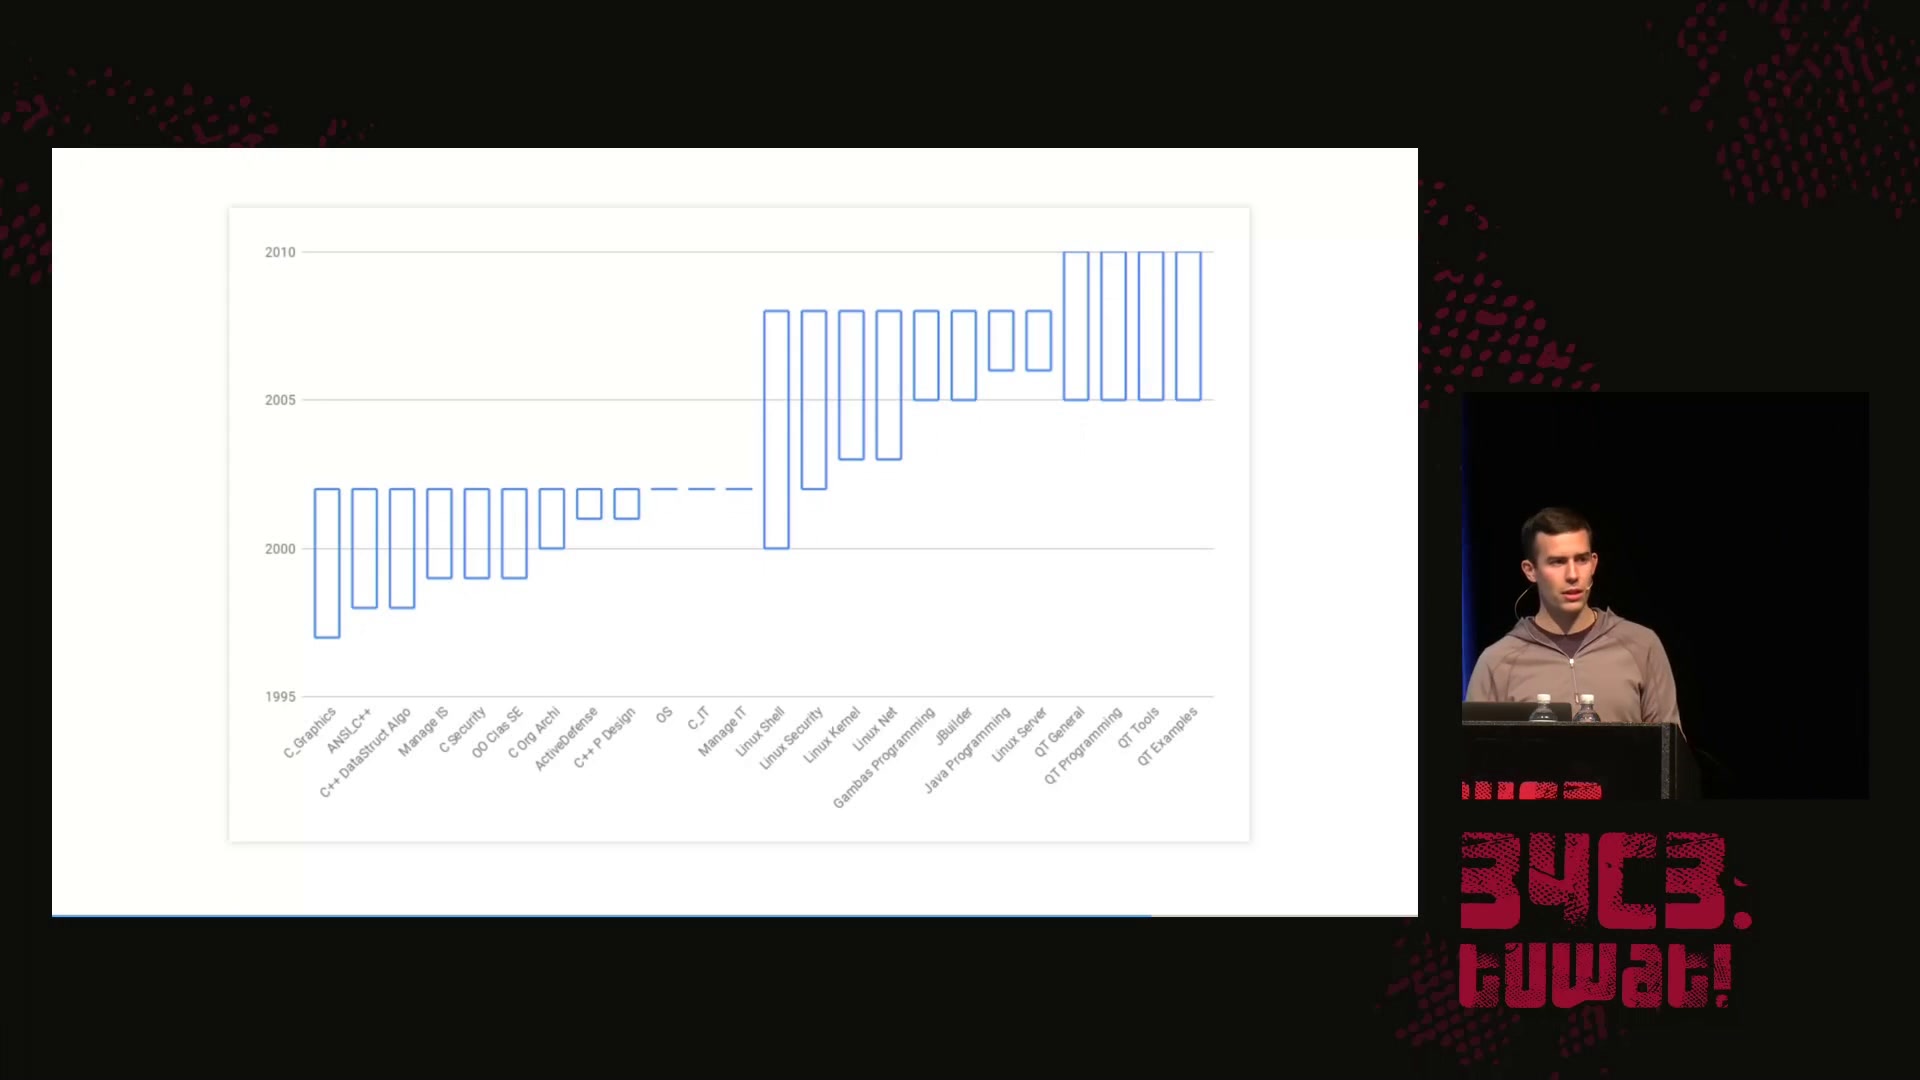 2010
2005
2000
1995
C_Graphics
ANSI_C++
C++ DataStruct Algo
Manage IS
C Security
OO Clas SE
C Org Archi
ActiveDefense
C++ P Design
OS
C_IT
Manage IT
Linux Shell
Linux Security
Linux Kernel
Linux Net
Gambas Programming
JBuilder
Java Programming
Linux Server
QT General
QT Programming
QT Tools
QT Examples
34C3.
tuwat!